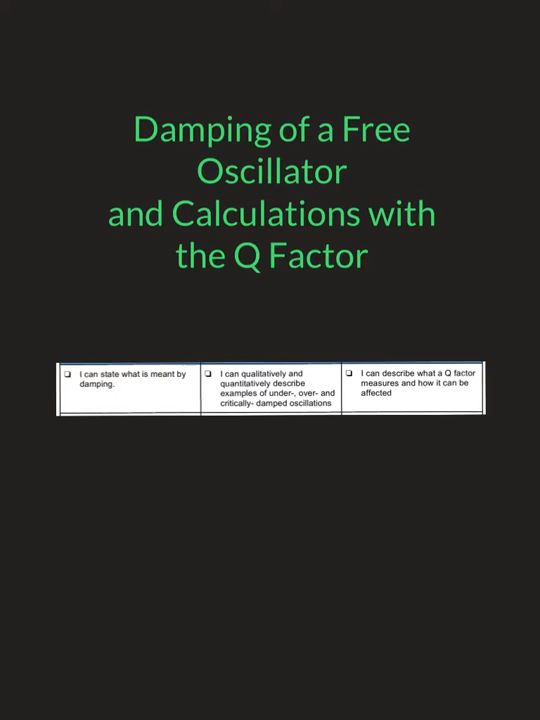 Damping of a Free
Oscillator
and Calculations with
the Q Factor
❏ I can state what is meant by
damping.
❏ I can qualitatively and
quantitatively describe
examples of under-, over- and
critically- damped oscillations
❏ I can describe what a Q factor
measures and how it can be
affected